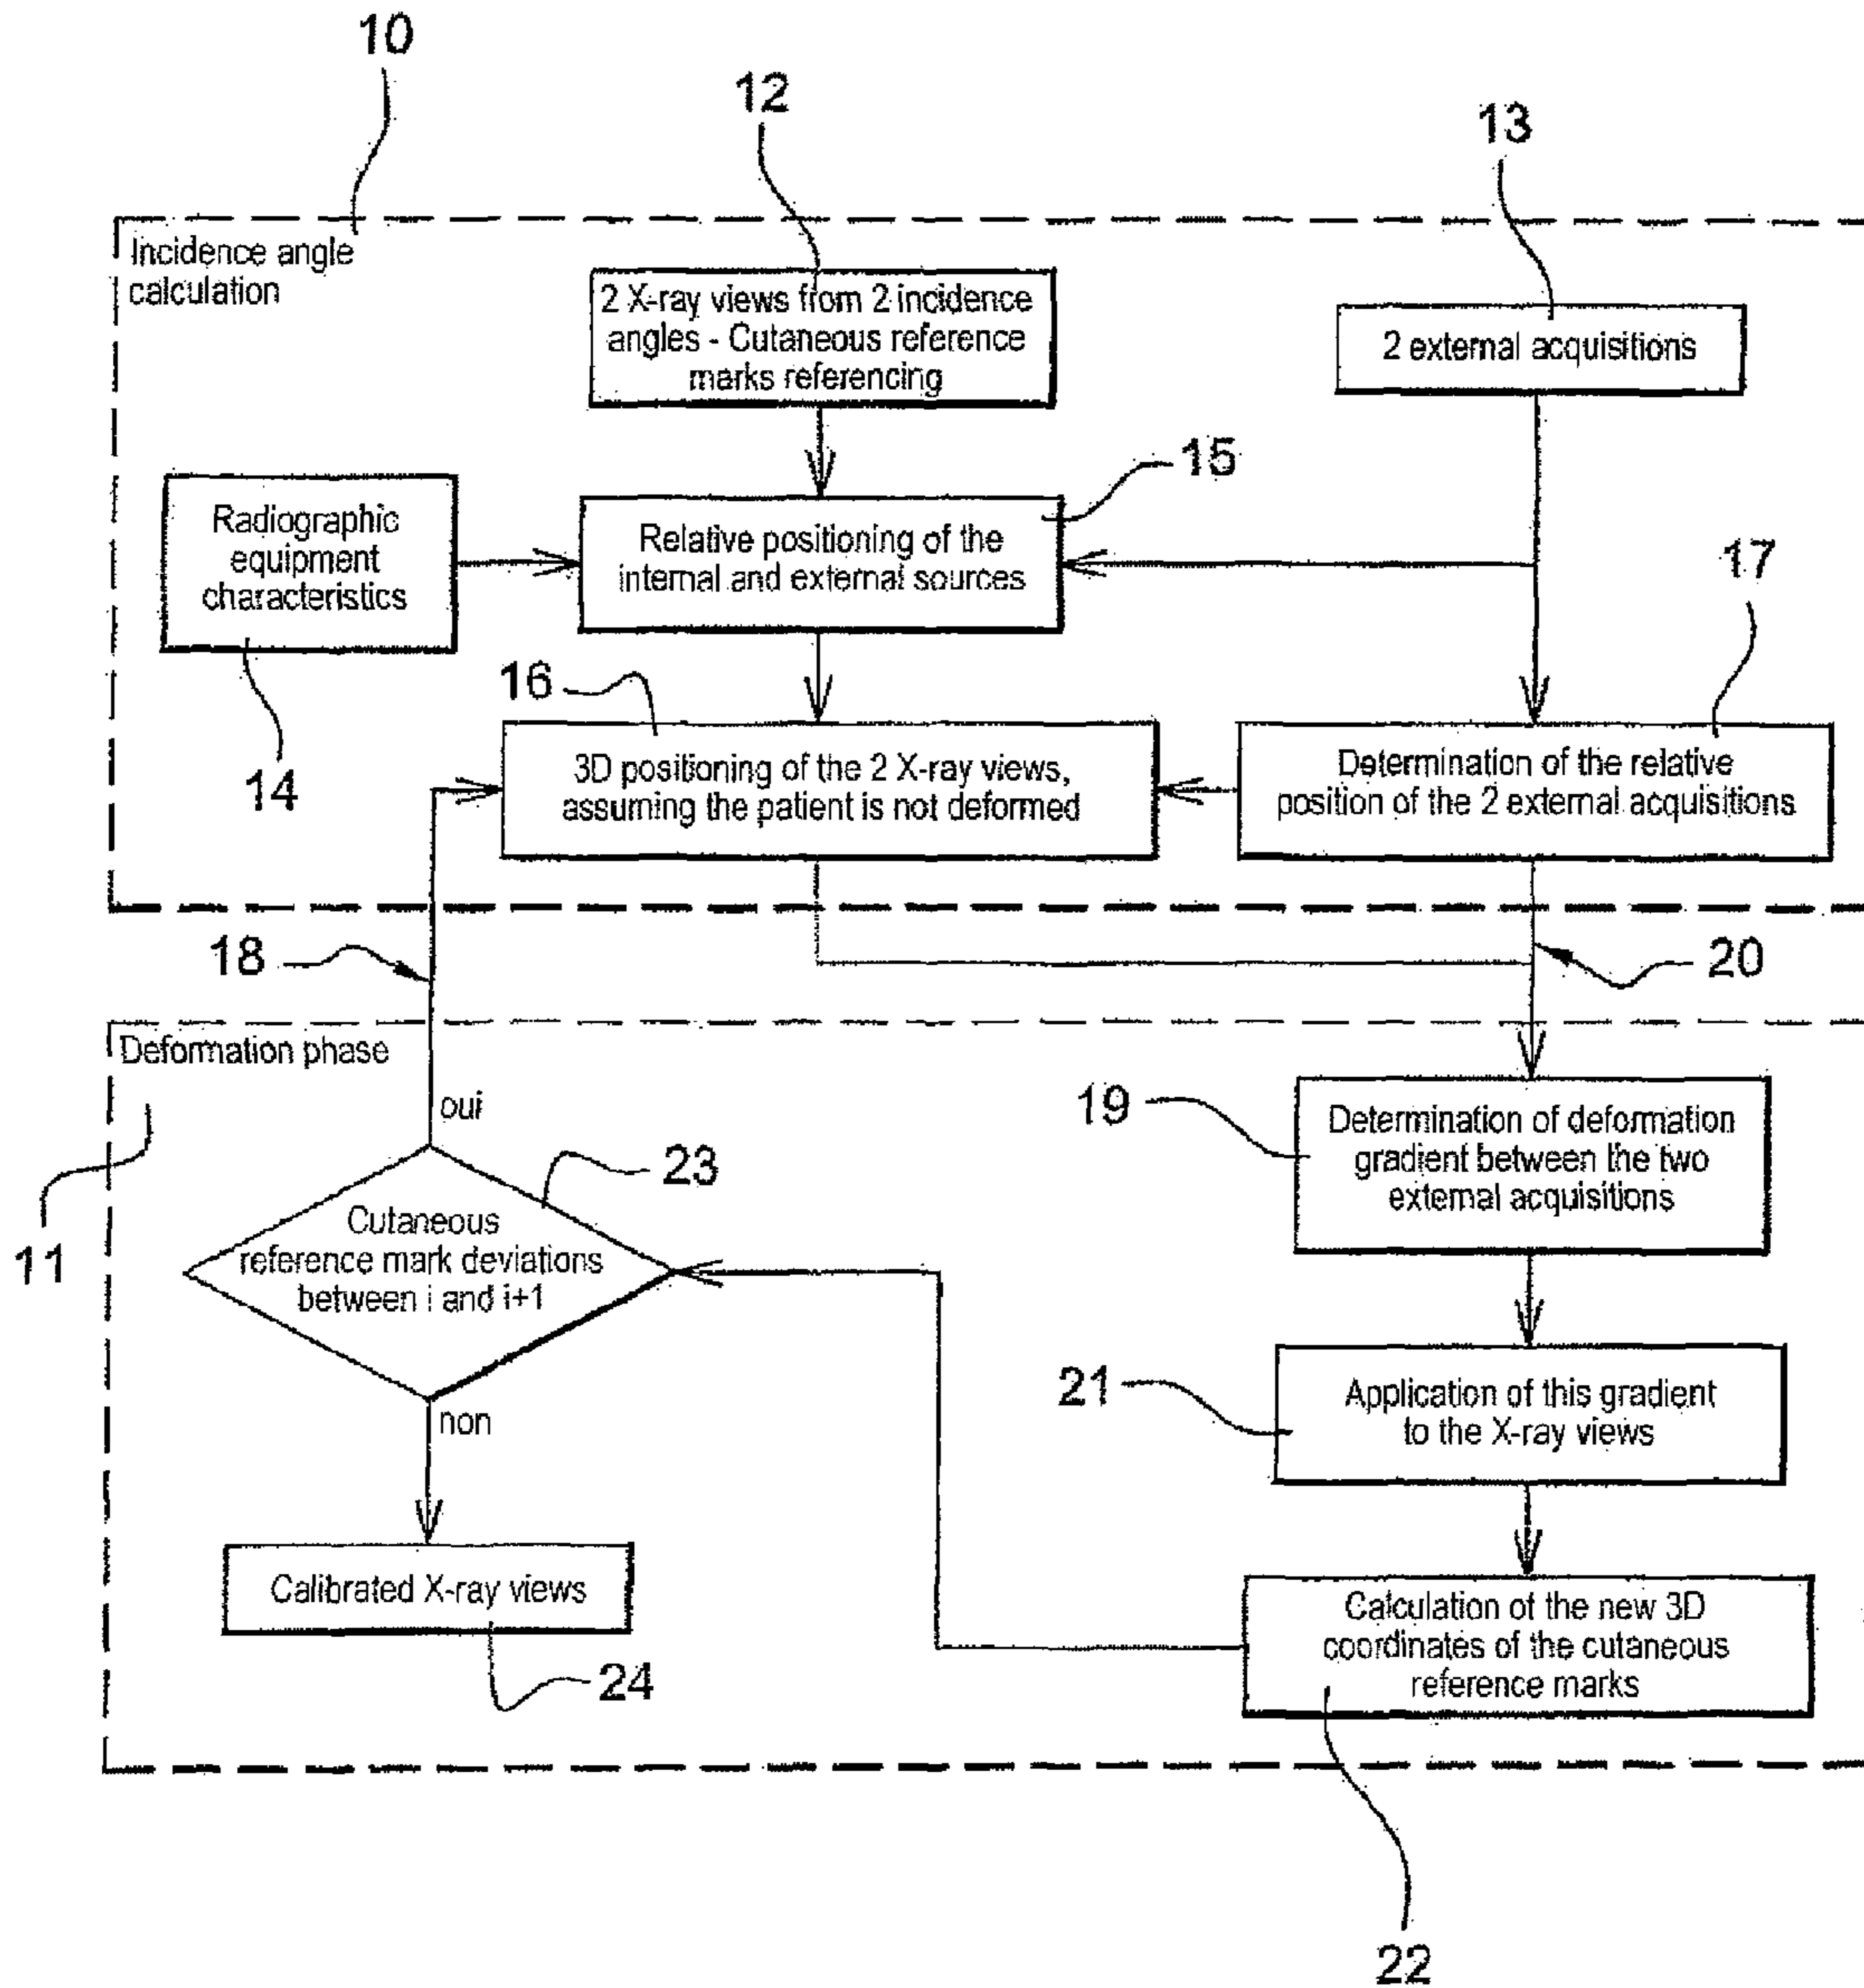 10
12
13
Incidence angle
calculation
2 X-ray views from 2 incidence
angles - Cutaneous reference
marks referencing
2 external acquisitions
15
Radiographic
equipment
characteristics
Relative positioning of the
internal and external sources
17
14
16
3D positioning of the 2 X-ray views,
assuming the patient is not deformed
Determination of the relative
position of the 2 external acquisitions
18
20
Deformation phase
oui
11
23
Cutaneous
reference mark deviations
between i and i+1
non
19
Determination of deformation
gradient between the two
external acquisitions
21
Application of this gradient
to the X-ray views
Calibrated X-ray views
24
Calculation of the new 3D
coordinates of the cutaneous
reference marks
22